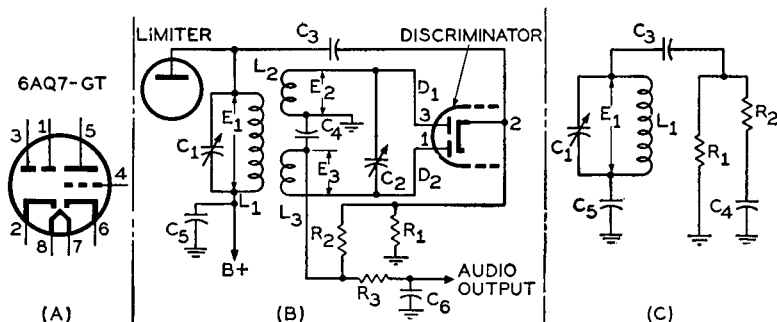 6AQ7-GT
3 1 5
4
2 8 7 6
(A)
LIMITER
C3
DISCRIMINATOR
L2
E2
D1
E1
C4
3
2
C1
1
C2
D2
E3
L1
L3
C5
R2
R1
B+
R3
AUDIO
OUTPUT
C6
(B)
C3
E1
R2
C1
L1
R1
C5
C4
(C)